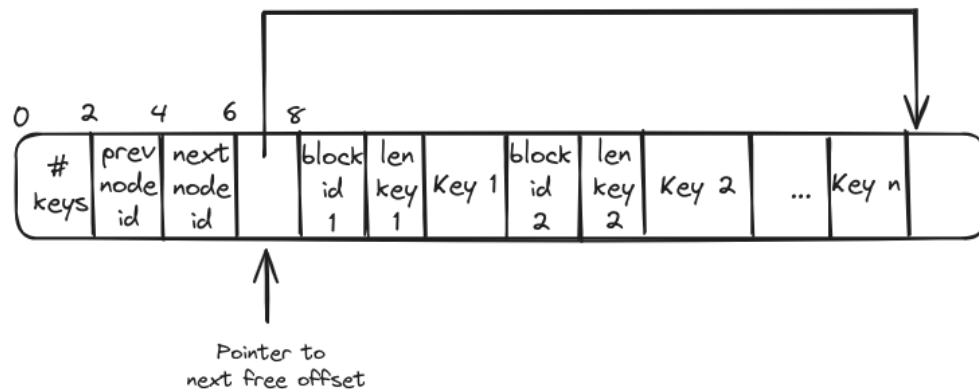 0 2 4 6 8
#
keys
prev
node
id
next
node
id
block
id
1
len
key
1
Key 1
block
id
2
len
key
2
Key 2
...
Key n
Pointer to
next free offset